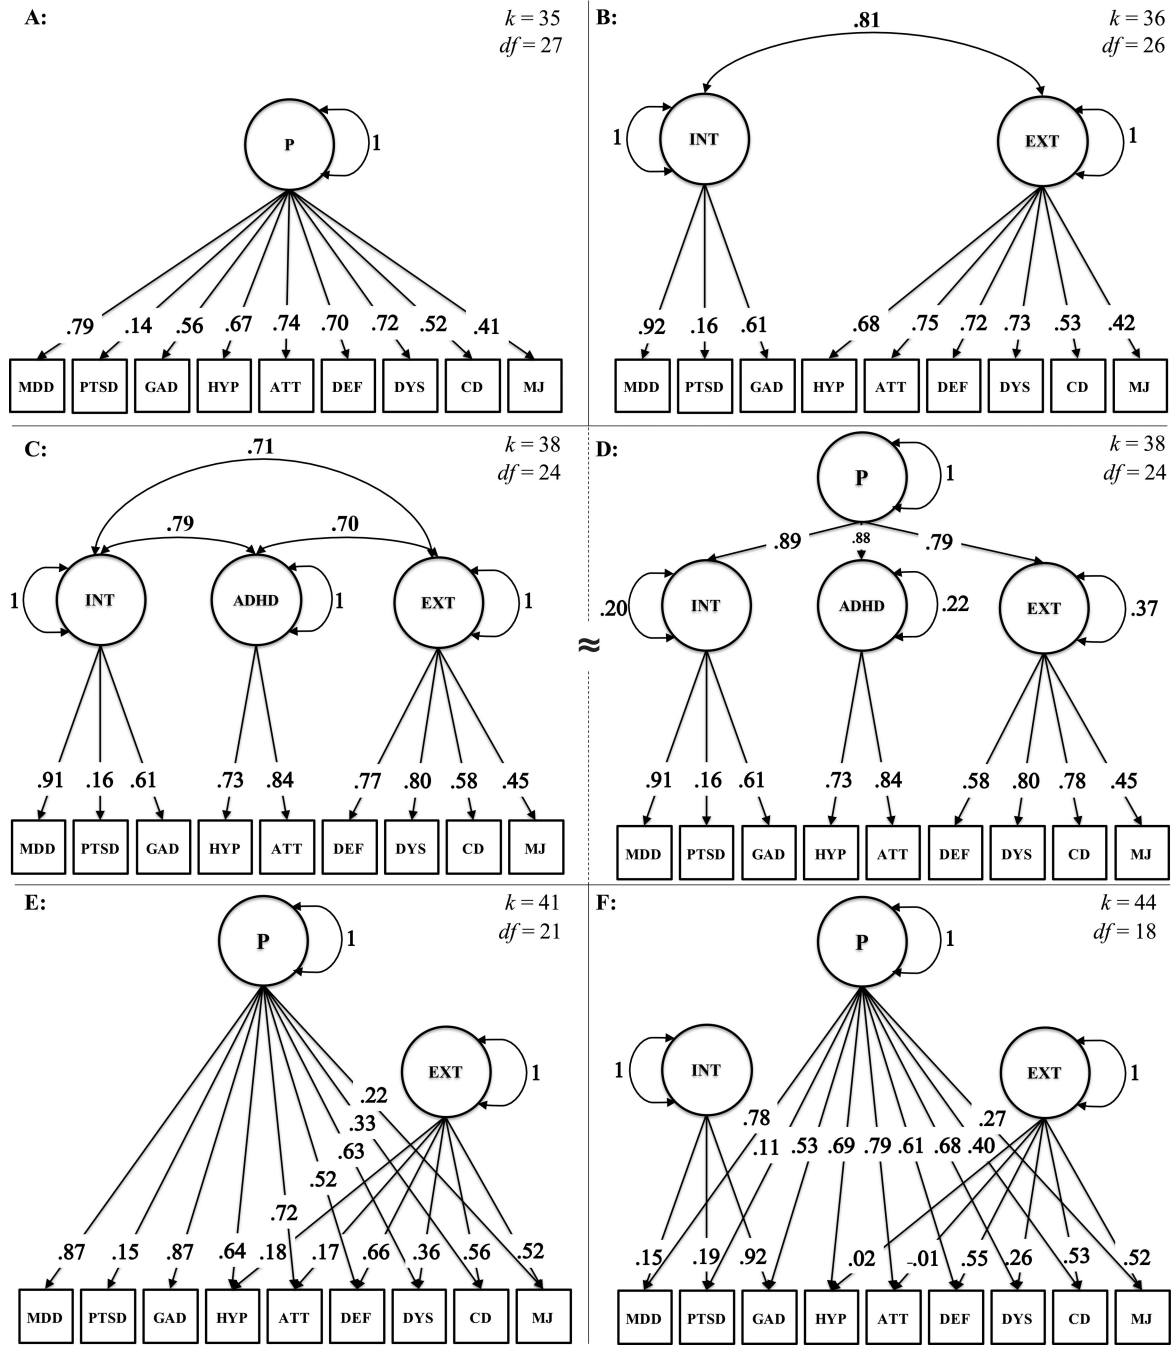 A:
k = 35
df = 27
P
1
.79 .14 .56 .67 .74 .70 .72 .52 .41
MDD PTSD GAD HYP ATT DEF DYS CD MJ
B:
k = 36
df = 26
.81
1 INT EXT 1
.92 .16 .61 .68 .75 .72 .73 .53 .42
MDD PTSD GAD HYP ATT DEF DYS CD MJ
C:
k = 38
df = 24
.71
.79 .70
1 INT ADHD 1 EXT 1
.91 .16 .61 .73 .84 .77 .80 .58 .45
MDD PTSD GAD HYP ATT DEF DYS CD MJ
≈
D:
k = 38
df = 24
P 1
.89 .88 .79
.20 INT ADHD .22 EXT .37
.91 .16 .61 .73 .84 .58 .80 .78 .45
MDD PTSD GAD HYP ATT DEF DYS CD MJ
E:
k = 41
df = 21
P 1
EXT 1
.22
.33
.63
.52
.72
.87 .15 .87 .64 .18 .17 .66 .36 .56 .52
MDD PTSD GAD HYP ATT DEF DYS CD MJ
F:
k = 44
df = 18
P 1
1 INT EXT 1
.78 .27
.11 .53 .69 .79 .61 .68 .40
.15 .19 .92 .02 -.01 .55 .26 .53 .52
MDD PTSD GAD HYP ATT DEF DYS CD MJ